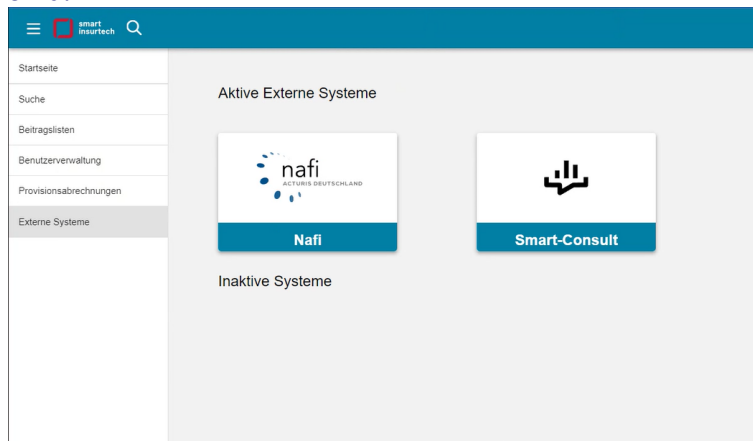 smart
insurtech
Startseite
Suche
Beitragslisten
Benutzerverwaltung
Provisionsabrechnungen
Externe Systeme
Aktive Externe Systeme
nafi
ACTURIS DEUTSCHLAND
Nafi
Smart-Consult
Inaktive Systeme